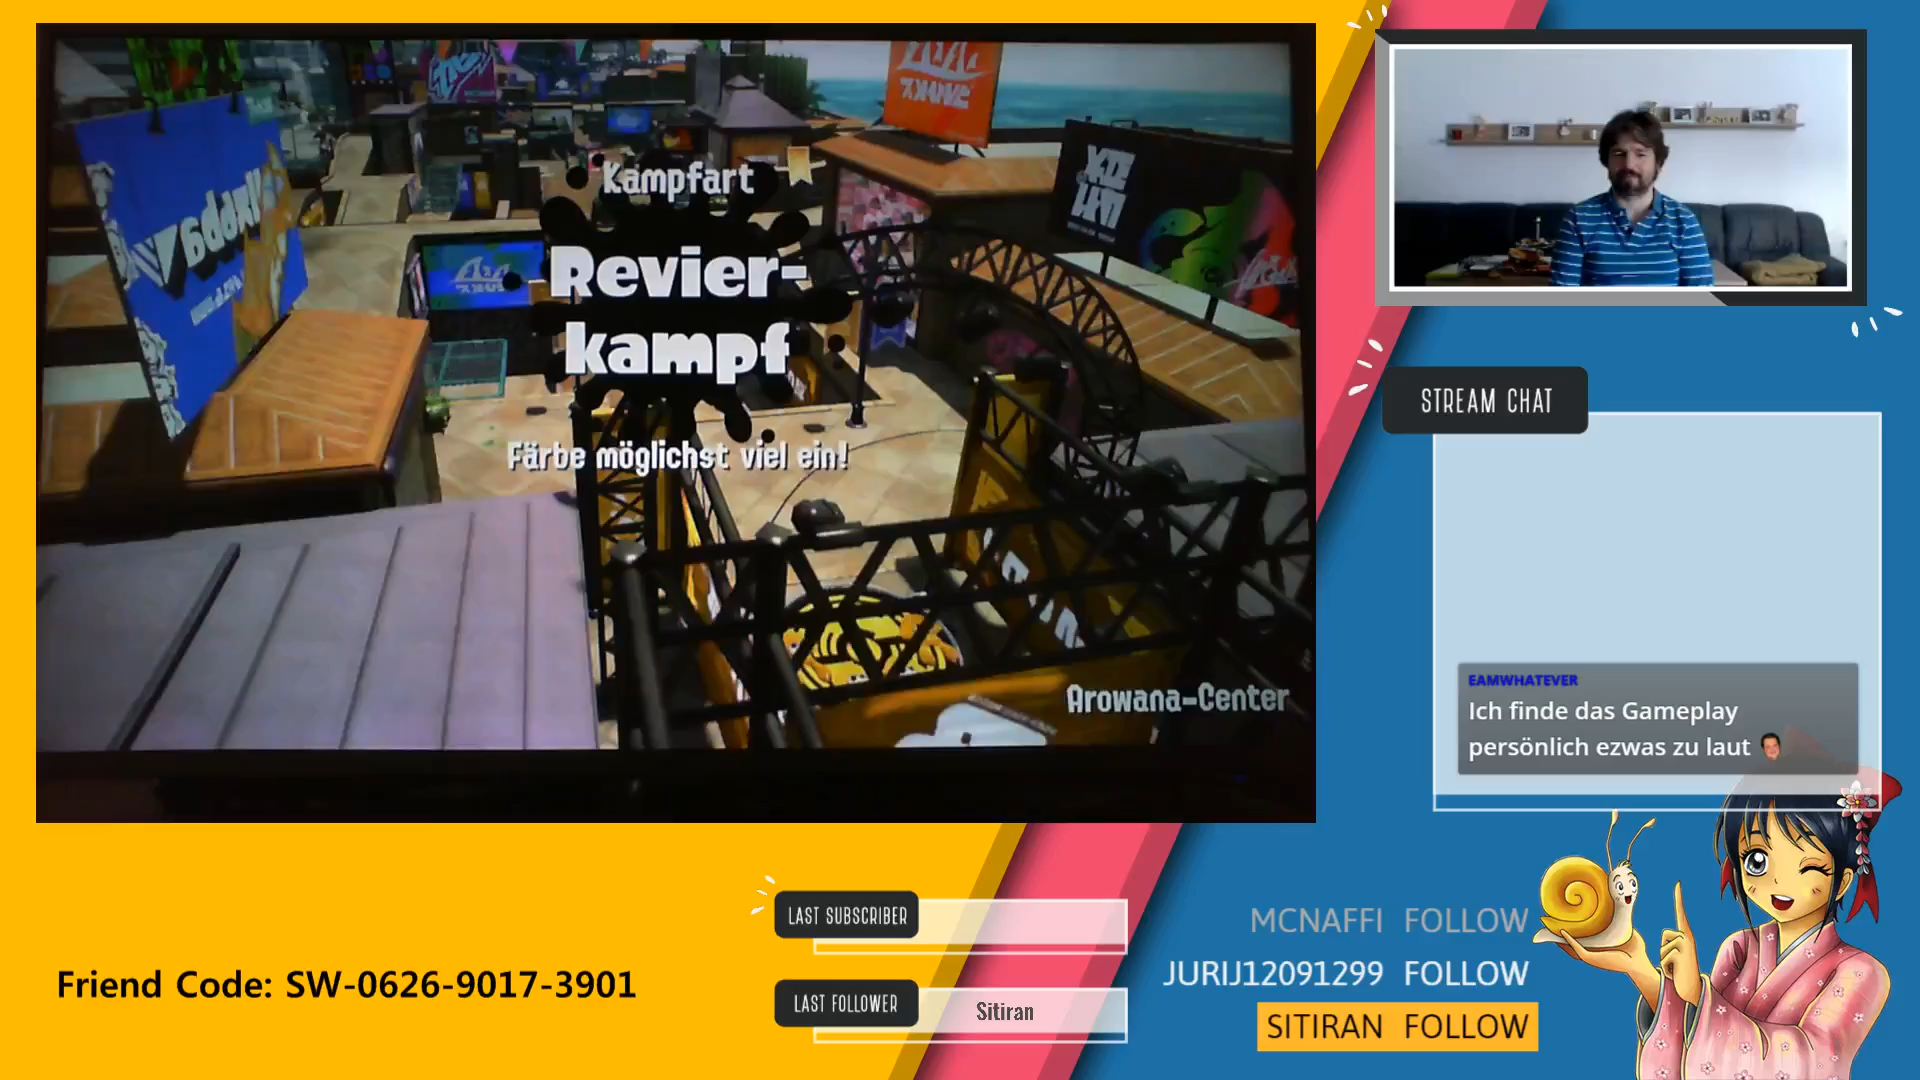 Kampfart
Revier-
kampf
Färbe möglichst viel ein!
Arowana-Center
STREAM CHAT
EAMWHATEVER
Ich finde das Gameplay
persönlich ezwas zu laut
LAST SUBSCRIBER
LAST FOLLOWER
Sitiran
Friend Code: SW-0626-9017-3901
MCNAFFI FOLLOW
JURIJ12091299 FOLLOW
SITIRAN FOLLOW